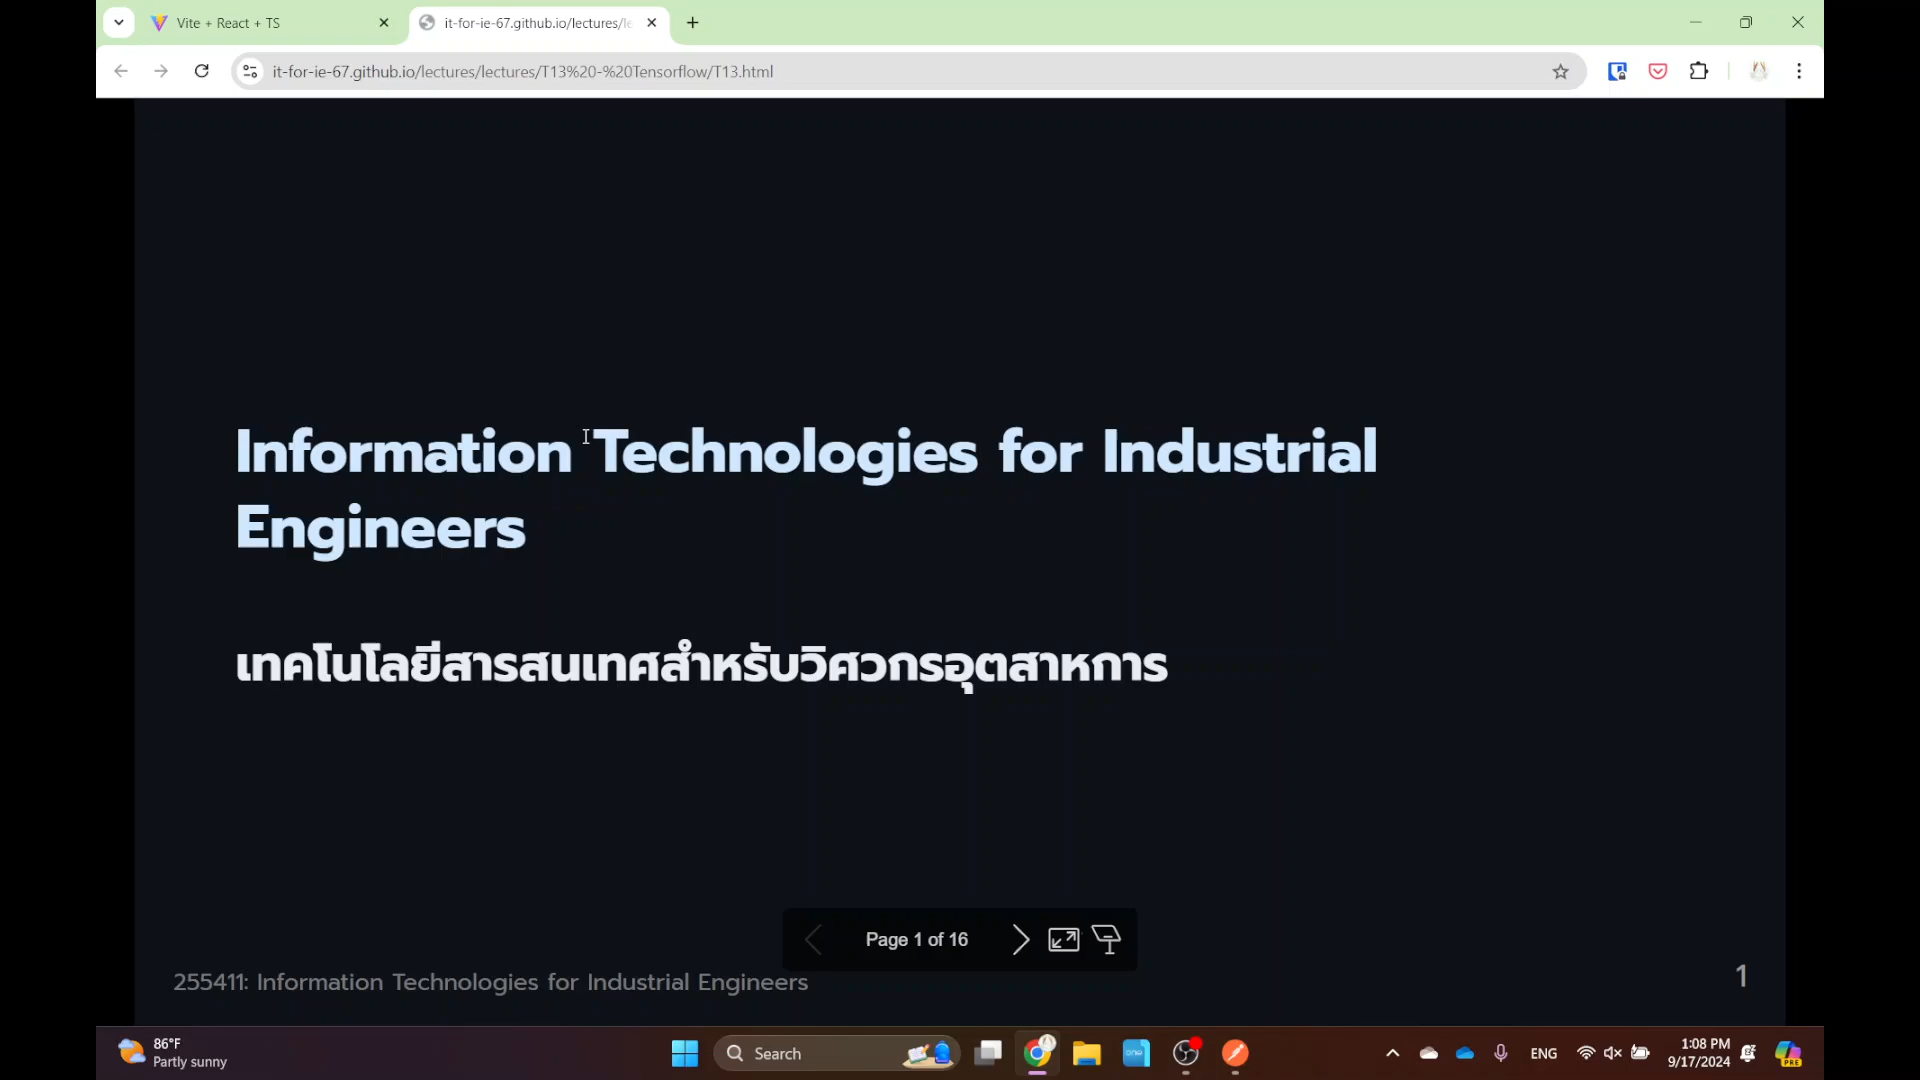 Vite + React + TS
it-for-ie-67.github.io/lectures/le
it-for-ie-67.github.io/lectures/lectures/T13%20-%20Tensorflow/T13.html
Information Technologies for Industrial
Engineers
เทคโนโลยีสารสนเทศสำหรับวิศวกรอุตสาหการ
Page 1 of 16
255411: Information Technologies for Industrial Engineers
1
86°F
Partly sunny
Search
one
ENG
1:08 PM
9/17/2024
PRE